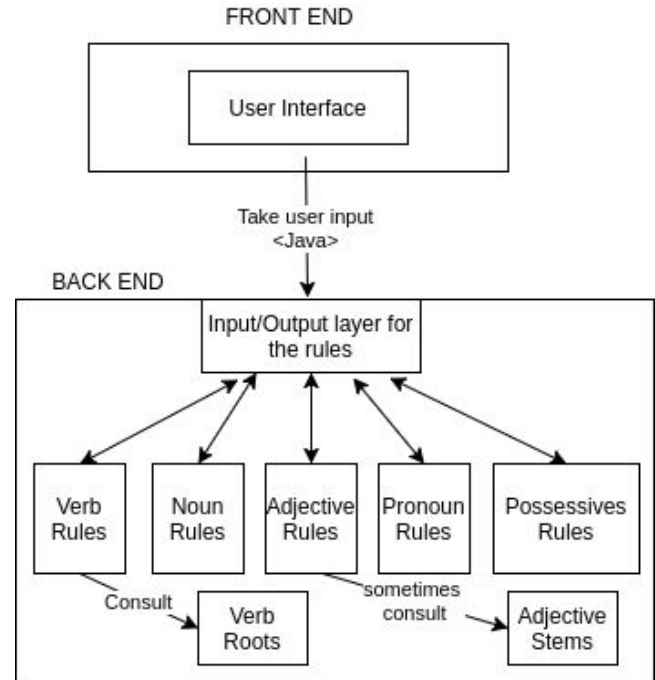 FRONT END
User Interface
Take user input
<Java>
BACK END
Input/Output layer for
the rules
Verb
Rules
Noun
Rules
Adjective
Rules
Pronoun
Rules
Possessives
Rules
Consult
Verb
Roots
sometimes
consult
Adjective
Stems